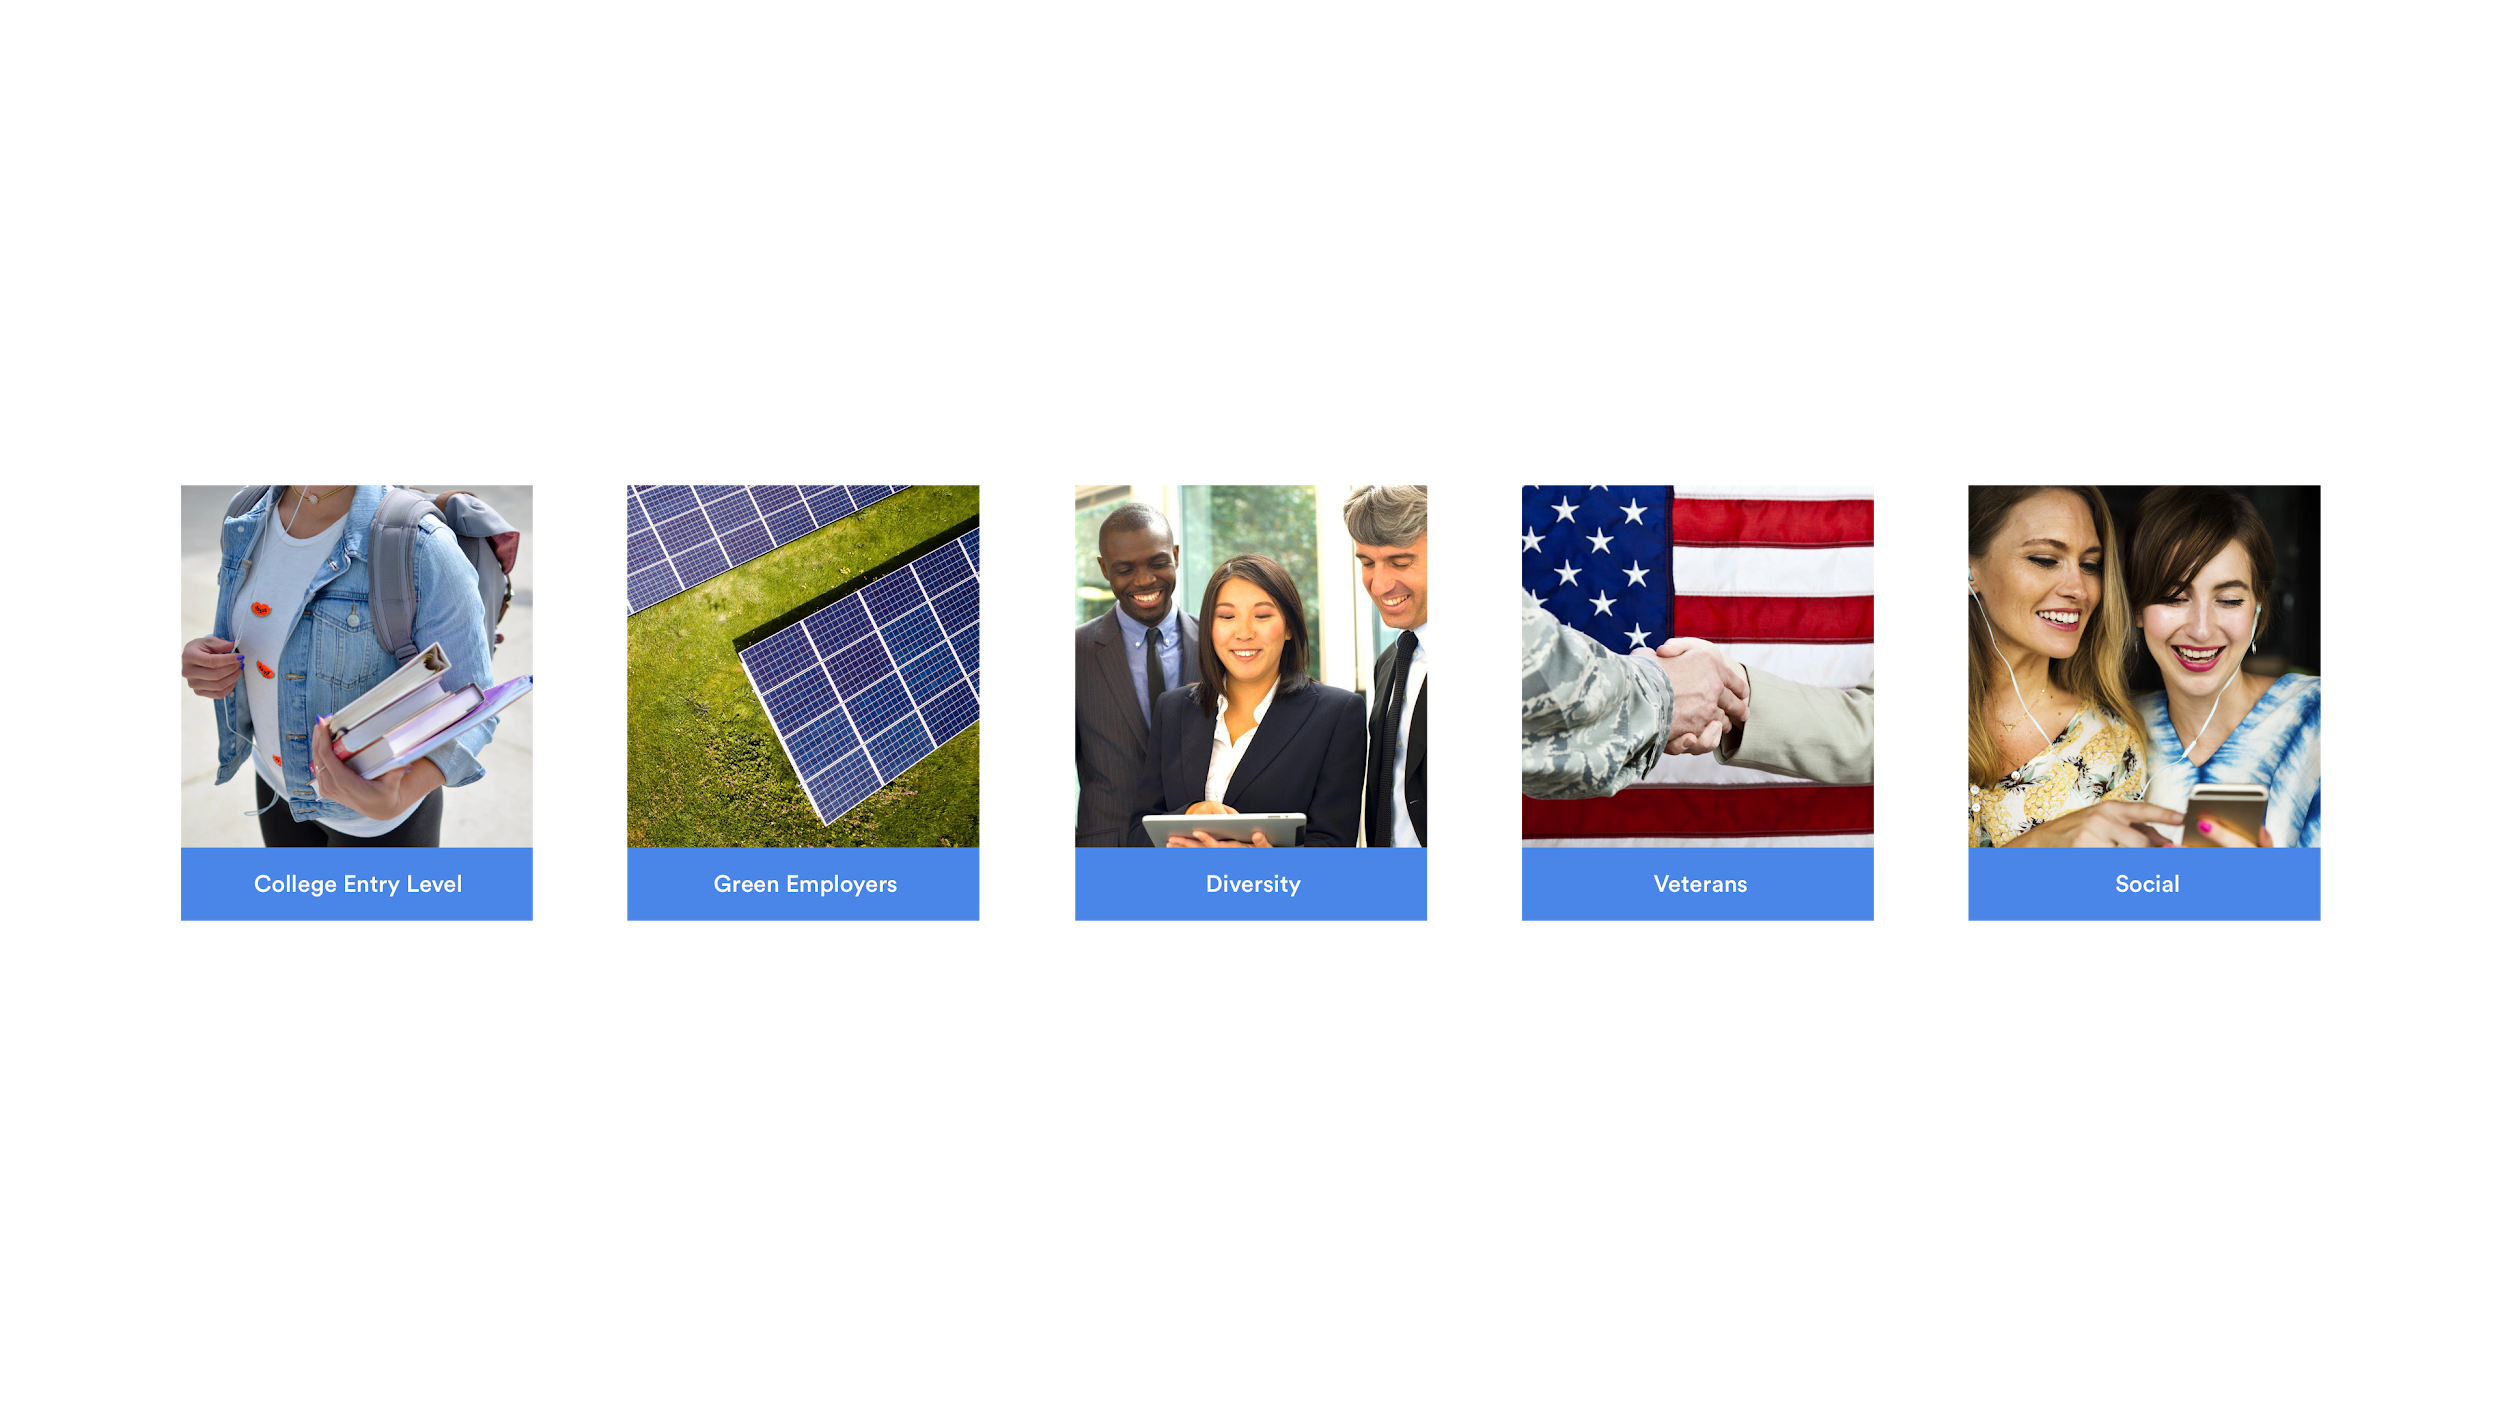 College Entry Level
Green Employers
Diversity
Veterans
Social